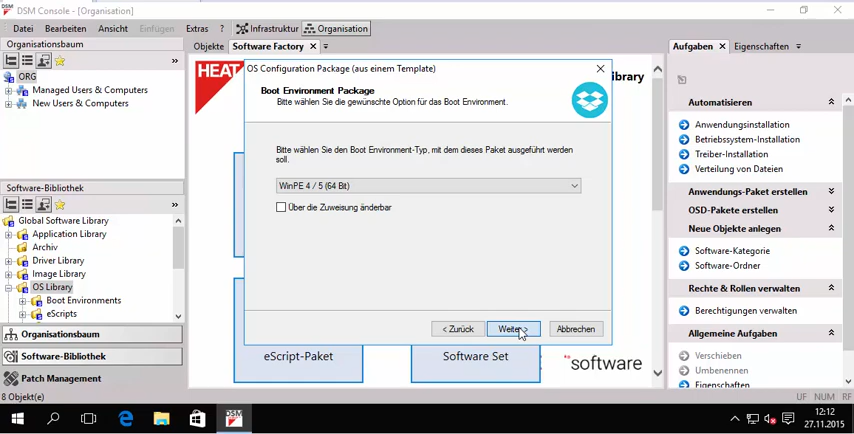 DSM Console - [Organisation]
Datei Bearbeiten Ansicht Einfügen Extras ? Infrastruktur Organisation
Organisationsbaum
ORG
Managed Users & Computers
New Users & Computers
Software-Bibliothek
Global Software Library
Application Library
Archiv
Driver Library
Image Library
OS Library
Boot Environments
eScripts
Organisationsbaum
Software-Bibliothek
Patch Management
8 Objekt(e)
Objekte Software Factory
HEAT
OS Configuration Package (aus einem Template)
Boot Environment Package
Bitte wählen Sie die gewünschte Option für das Boot Environment.
Bitte wählen Sie den Boot Environment-Typ, mit dem dieses Paket ausgeführt werden
soll.
WinPE 4 / 5 (64 Bit)
Über die Zuweisung änderbar
< Zurück Weiter > Abbrechen
eScript-Paket
Software Set
software
Aufgaben Eigenschaften
Automatisieren
Anwendungsinstallation
Betriebssystem-Installation
Treiber-Installation
Verteilung von Dateien
Anwendungs-Paket erstellen
OSD-Pakete erstellen
Neue Objekte anlegen
Software-Kategorie
Software-Ordner
Rechte & Rollen verwalten
Berechtigungen verwalten
Allgemeine Aufgaben
Verschieben
Umbenennen
Eigenschaften
UF NUM RF
DSM
12:12
27.11.2015